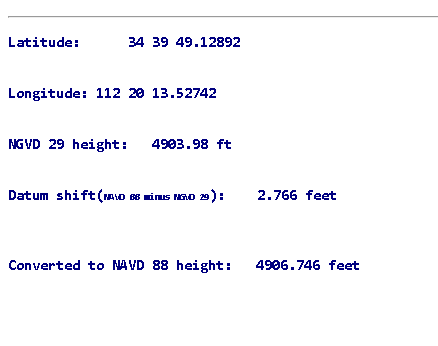 Latitude: 34 39 49.12892
Longitude: 112 20 13.52742
NGVD 29 height: 4903.98 ft
Datum shift(NAVD 88 minus NGVD 29): 2.766 feet
Converted to NAVD 88 height: 4906.746 feet